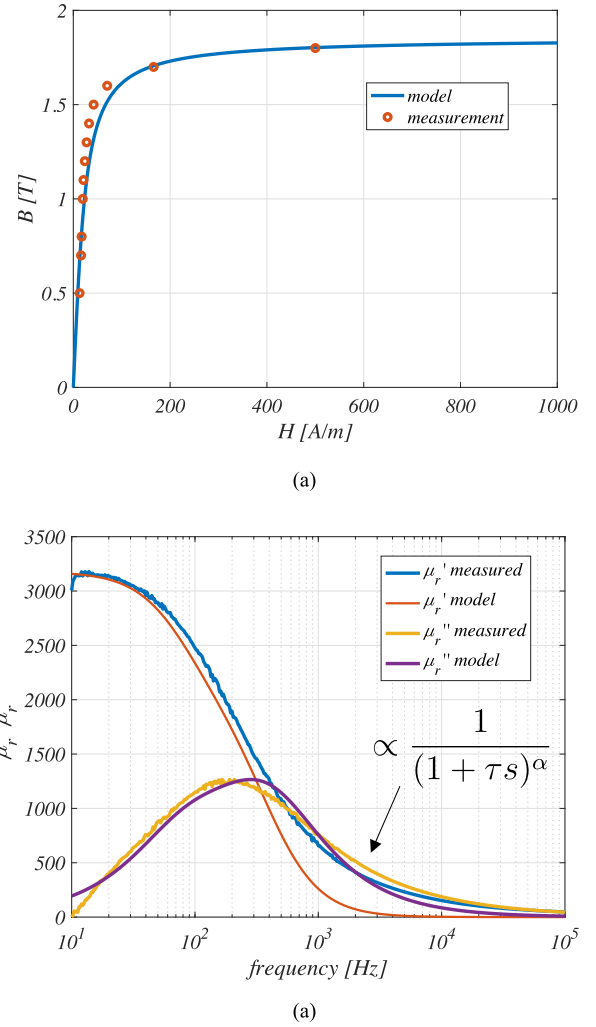 2
1.5
1
0.5
0
B [T]
model
measurement
0 200 400 600 800 1000
H [A/m]
(a)
3500
3000
2500
2000
1500
1000
500
0
μr μr
μr' measured
μr' model
μr'' measured
μr'' model
∝ 1/(1 + τs)^α
10^1 10^2 10^3 10^4 10^5
frequency [Hz]
(a)